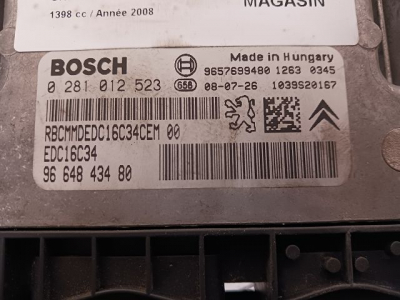 1398 cc / Année 2008
MAGASIN
BOSCH
Made in Hungary
9657699480 1263 0345
0 281 012 523
658
08-07-26 1039S20167
RBCMMDEDC16C34CEM 00
EDC16C34
96 648 434 80